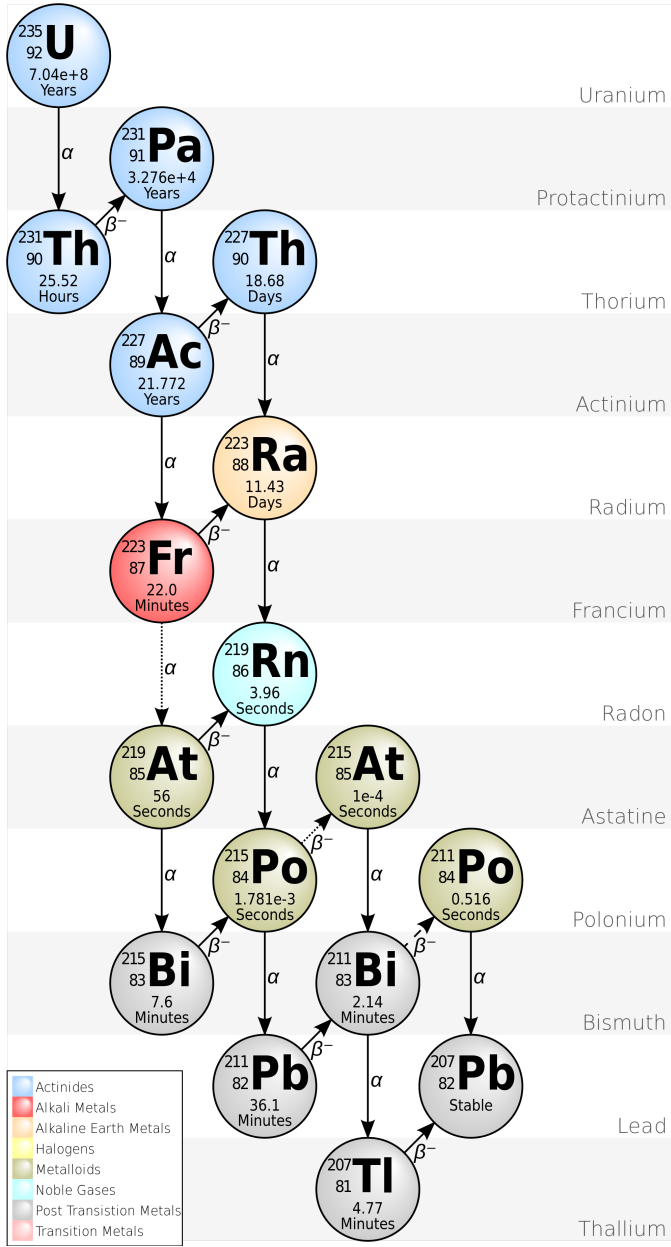 235
92 U
7.04e+8
Years
Uranium
α
231
91 Pa
3.276e+4
Years
Protactinium
β−
α
231
90 Th
25.52
Hours
227
90 Th
18.68
Days
Thorium
β−
α
227
89 Ac
21.772
Years
Actinium
α
223
88 Ra
11.43
Days
Radium
β−
α
223
87 Fr
22.0
Minutes
Francium
α
219
86 Rn
3.96
Seconds
Radon
β−
α
219
85 At
56
Seconds
215
85 At
1e-4
Seconds
Astatine
β−
α
α
215
84 Po
1.781e-3
Seconds
211
84 Po
0.516
Seconds
Polonium
β−
β−
α
α
215
83 Bi
7.6
Minutes
211
83 Bi
2.14
Minutes
Bismuth
β−
α
211
82 Pb
36.1
Minutes
207
82 Pb
Stable
Lead
β−
207
81 Tl
4.77
Minutes
Thallium
Actinides
Alkali Metals
Alkaline Earth Metals
Halogens
Metalloids
Noble Gases
Post Transistion Metals
Transition Metals